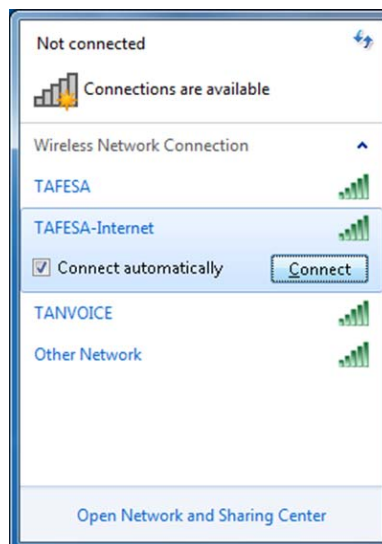 Not connected
Connections are available
Wireless Network Connection
TAFESA
TAFESA-Internet
Connect automatically
Connect
TANVOICE
Other Network
Open Network and Sharing Center